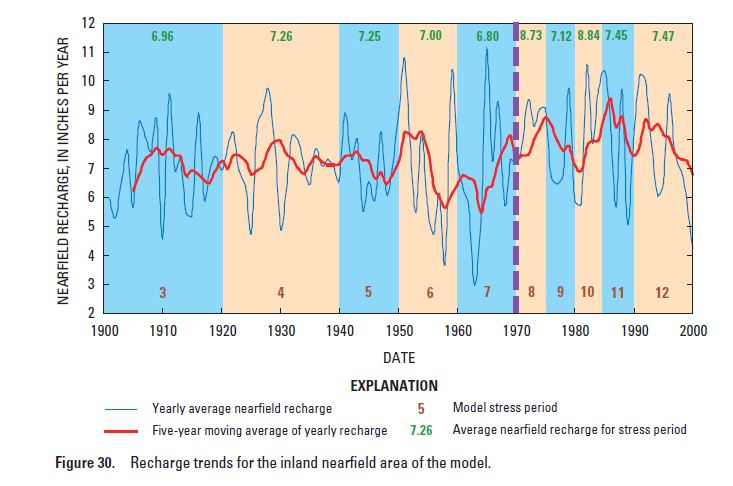 12
11
10
9
8
7
6
5
4
3
2
NEARFIELD RECHARGE, IN INCHES PER YEAR
6.96 7.26 7.25 7.00 6.80 8.73 7.12 8.84 7.45 7.47
3 4 5 6 7 8 9 10 11 12
1900 1910 1920 1930 1940 1950 1960 1970 1980 1990 2000
DATE
EXPLANATION
Yearly average nearfield recharge 5 Model stress period
Five-year moving average of yearly recharge 7.26 Average nearfield recharge for stress period
Figure 30. Recharge trends for the inland nearfield area of the model.